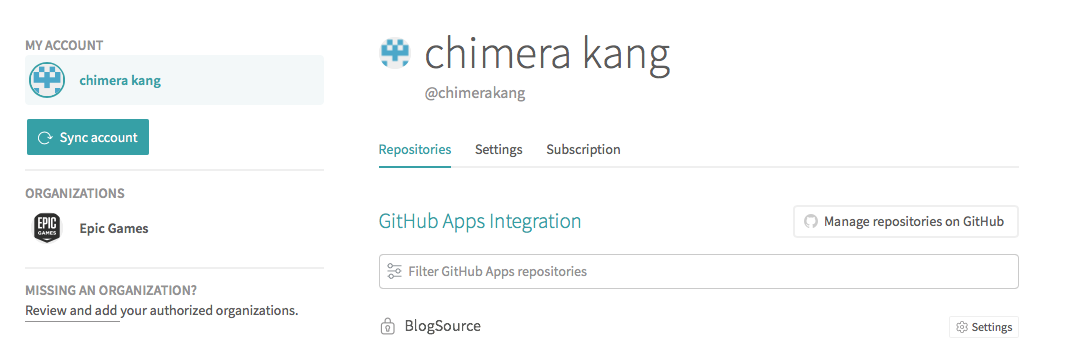 MY ACCOUNT
chimera kang
Sync account
ORGANIZATIONS
EPIC
GAMES
Epic Games
MISSING AN ORGANIZATION?
Review and add your authorized organizations.
chimera kang
@chimerakang
Repositories Settings Subscription
GitHub Apps Integration
Manage repositories on GitHub
Filter GitHub Apps repositories
BlogSource
Settings